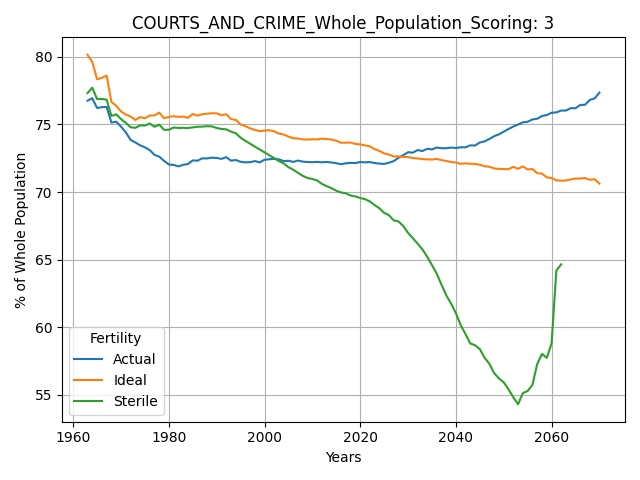 COURTS_AND_CRIME_Whole_Population_Scoring: 3
80
75
70
65
60
55
% of Whole Population
Fertility
Actual
Ideal
Sterile
1960
1980
2000
2020
2040
2060
Years